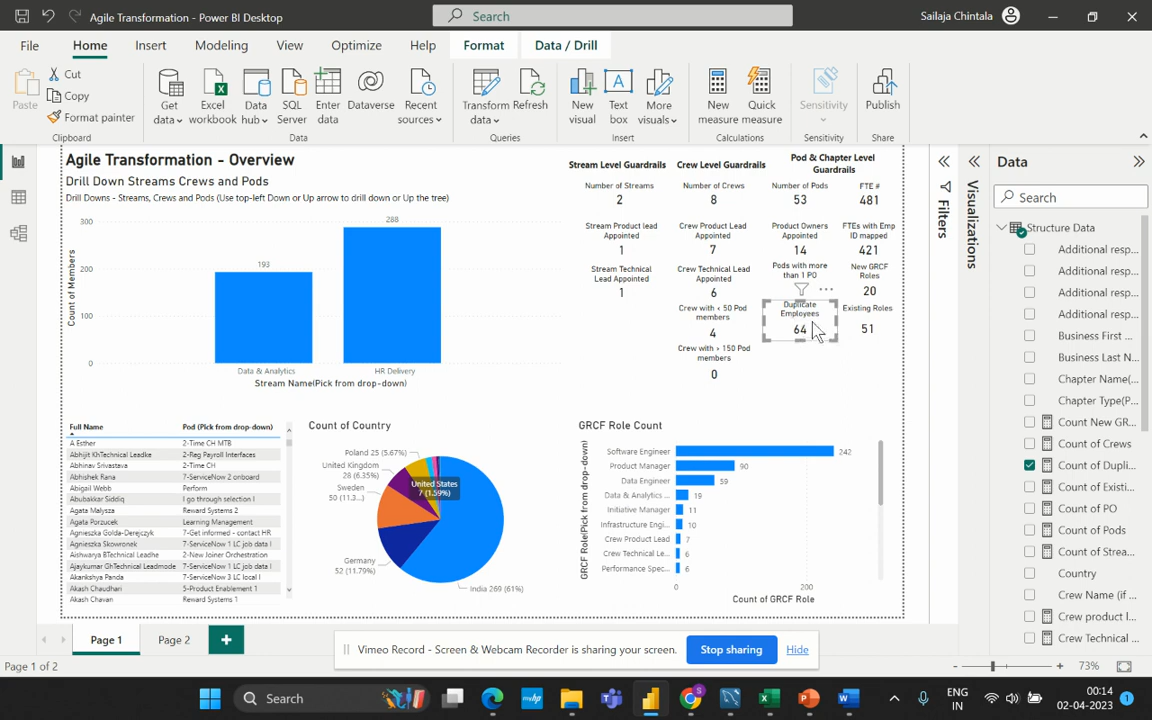 Agile Transformation - Power BI Desktop
Search
Sailaja Chintala
File Home Insert Modeling View Optimize Help Format Data / Drill
Paste
Cut
Copy
Format painter
Get data
Excel workbook
Data hub
SQL Server
Enter data
Dataverse
Recent sources
Transform data
Refresh
New visual
Text box
More visuals
New measure
Quick measure
Sensitivity
Publish
Clipboard Data Queries Insert Calculations Sensitivity Share
Agile Transformation - Overview
Drill Down Streams Crews and Pods
Drill Downs - Streams, Crews and Pods (Use top-left Down or Up arrow to drill down or Up the tree)
Count of Members
300
200
100
0
193
288
Data & Analytics HR Delivery
Stream Name(Pick from drop-down)
Stream Level Guardrails
Number of Streams
2
Stream Product lead Appointed
1
Stream Technical Lead Appointed
1
Crew Level Guardrails
Number of Crews
8
Crew Product Lead Appointed
7
Crew Technical Lead Appointed
6
Crew with < 50 Pod members
4
Crew with > 150 Pod members
0
Pod & Chapter Level Guardrails
Number of Pods
53
FTE #
481
Product Owners Appointed
14
FTEs with Emp ID mapped
421
Pods with more than 1 PO
New GRCF Roles
20
Duplicate Employees
64
Existing Roles
51
Full Name Pod (Pick from drop-down)
A Esther 2-Time CH MTB
Abhijit KhTechnical Leadke 2-Reg Payroll Interfaces
Abhinav Srivastava 2-Time CH
Abhishek Rana 7-ServiceNow 2 onboard
Abigail Webb Perform
Abubakkar Siddiq I go through selection I
Agata Malysza Reward Systems 2
Agata Porzucek Learning Management
Agnieszka Golda-Derejczyk 7-Get informed - contact HR
Agnieszka Skowronek 7-ServiceNow 1 LC job data I
Aishwarya BTechnical Leadhe 2-New Joiner Orchestration
Ajaykumar GhTechnical Leadmode 7-ServiceNow 1 LC job data I
Akankshya Panda 7-ServiceNow 3 LC local I
Akash Chaudhari 5-Product Enablement 1
Akash Chavan Reward Systems 1
Count of Country
Poland 25 (5.67%)
United Kingdom 28 (6.35%)
Sweden 50 (11.3...)
Germany 52 (11.79%)
India 269 (61%)
United States
7 (1.59%)
GRCF Role Count
GRCF Role(Pick from drop-down)
Software Engineer 242
Product Manager 90
Data Engineer 59
Data & Analytics ... 19
Initiative Manager 11
Infrastructure Engi... 10
Crew Product Lead 7
Crew Technical Le... 6
Performance Spec... 6
0 200
Count of GRCF Role
Filters
Visualizations
Data
Search
Structure Data
Additional resp...
Additional resp...
Additional resp...
Additional resp...
Business First ...
Business Last N...
Chapter Name(...
Chapter Type(P...
Count New GR...
Count of Crews
Count of Dupli...
Count of Existi...
Count of PO
Count of Pods
Count of Strea...
Country
Crew Name (if ...
Crew product l...
Crew Technical ...
Page 1 Page 2 +
Vimeo Record - Screen & Webcam Recorder is sharing your screen. Stop sharing Hide
Page 1 of 2
- + 73%
Search
ENG
IN
00:14
02-04-2023
1